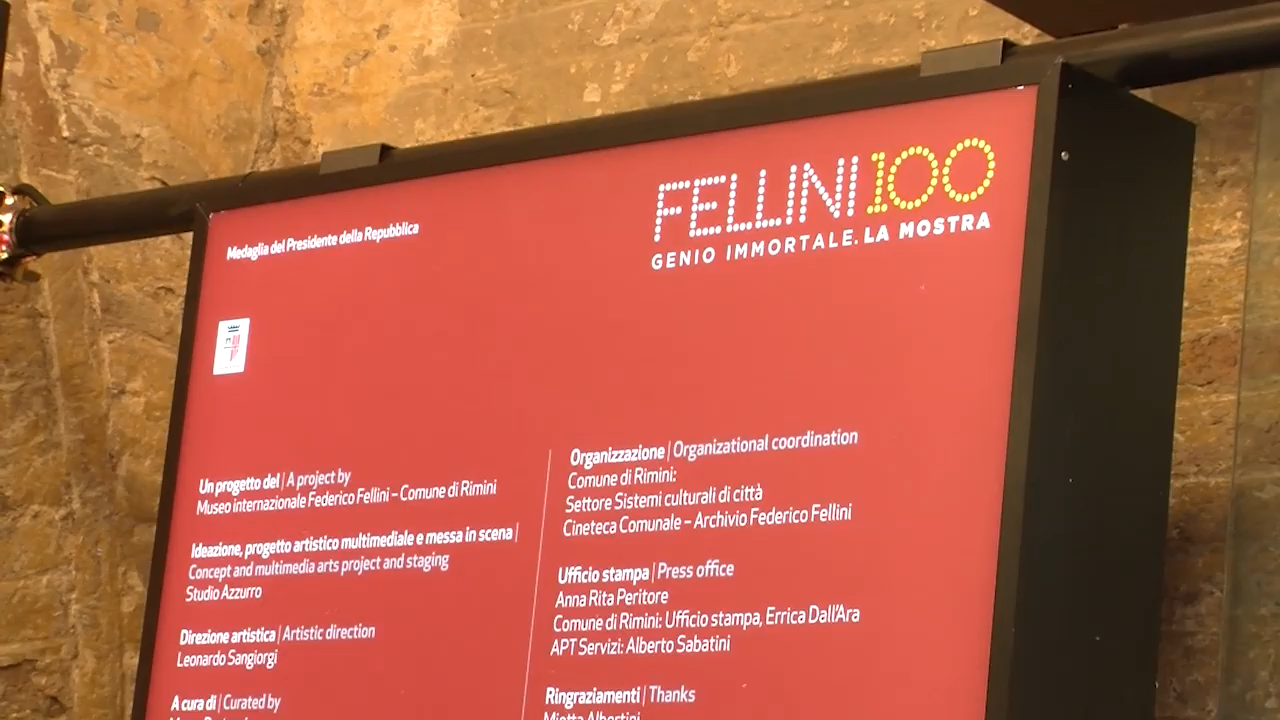 Medaglia del Presidente della Repubblica
FELLINI 100
GENIO IMMORTALE. LA MOSTRA
Un progetto del | A project by
Museo internazionale Federico Fellini – Comune di Rimini
Ideazione, progetto artistico multimediale e messa in scena |
Concept and multimedia arts project and staging
Studio Azzurro
Direzione artistica | Artistic direction
Leonardo Sangiorgi
A cura di | Curated by
Organizzazione | Organizational coordination
Comune di Rimini:
Settore Sistemi culturali di città
Cineteca Comunale – Archivio Federico Fellini
Ufficio stampa | Press office
Anna Rita Peritore
Comune di Rimini: Ufficio stampa, Errica Dall'Ara
APT Servizi: Alberto Sabatini
Ringraziamenti | Thanks
Miotta Albertini